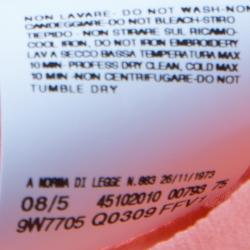 NON LAVARE- DO NOT WASH-NON
CANDEGGIARE-DO NOT BLEACH-STIRO
TIEPIDO - NON STIRARE SUL RICAMO-
COOL IRON, DO NOT IRON EMBROIDERY
LAVA SECCO BASSA TEMPERATURA MAX
10 MIN- PROCESS DRY CLEAN, COLD MAX
10 MIN -NON CENTRIFUGARE-DO NOT
TUMBLE DRY
A NORMA DI LEGGE N.883 26/11/1973
08/5 45102010 00793 75
9W7705 Q0309 FFV1